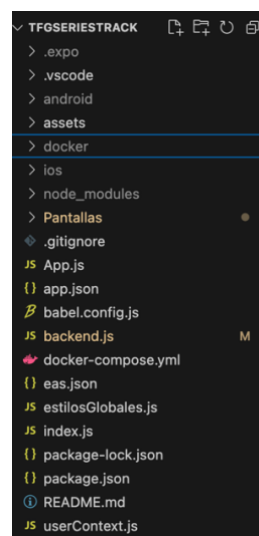 TFGSERIESTRACK
.expo
.vscode
android
assets
docker
ios
node_modules
Pantallas
.gitignore
JS App.js
{} app.json
babel.config.js
JS backend.js M
docker-compose.yml
{} eas.json
JS estilosGlobales.js
JS index.js
{} package-lock.json
{} package.json
README.md
JS userContext.js